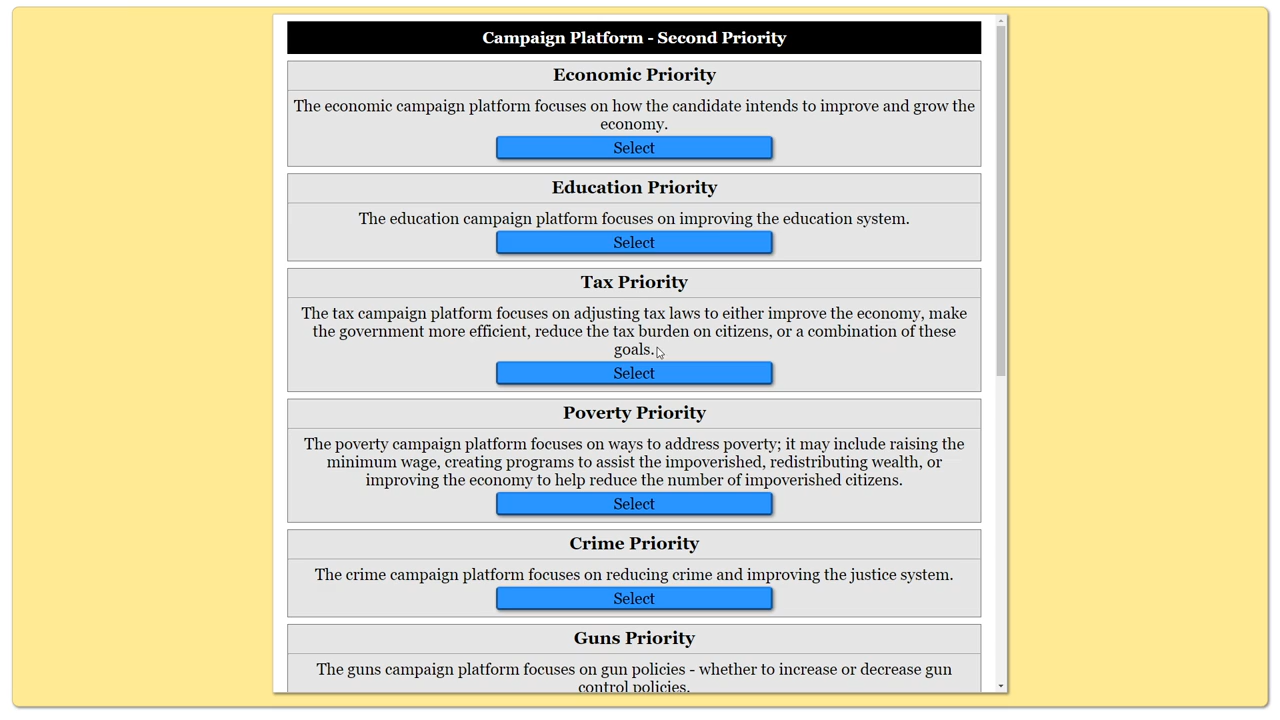 Campaign Platform - Second Priority
Economic Priority
The economic campaign platform focuses on how the candidate intends to improve and grow the
economy.
Select
Education Priority
The education campaign platform focuses on improving the education system.
Select
Tax Priority
The tax campaign platform focuses on adjusting tax laws to either improve the economy, make
the government more efficient, reduce the tax burden on citizens, or a combination of these
goals.
Select
Poverty Priority
The poverty campaign platform focuses on ways to address poverty; it may include raising the
minimum wage, creating programs to assist the impoverished, redistributing wealth, or
improving the economy to help reduce the number of impoverished citizens.
Select
Crime Priority
The crime campaign platform focuses on reducing crime and improving the justice system.
Select
Guns Priority
The guns campaign platform focuses on gun policies - whether to increase or decrease gun
control policies.